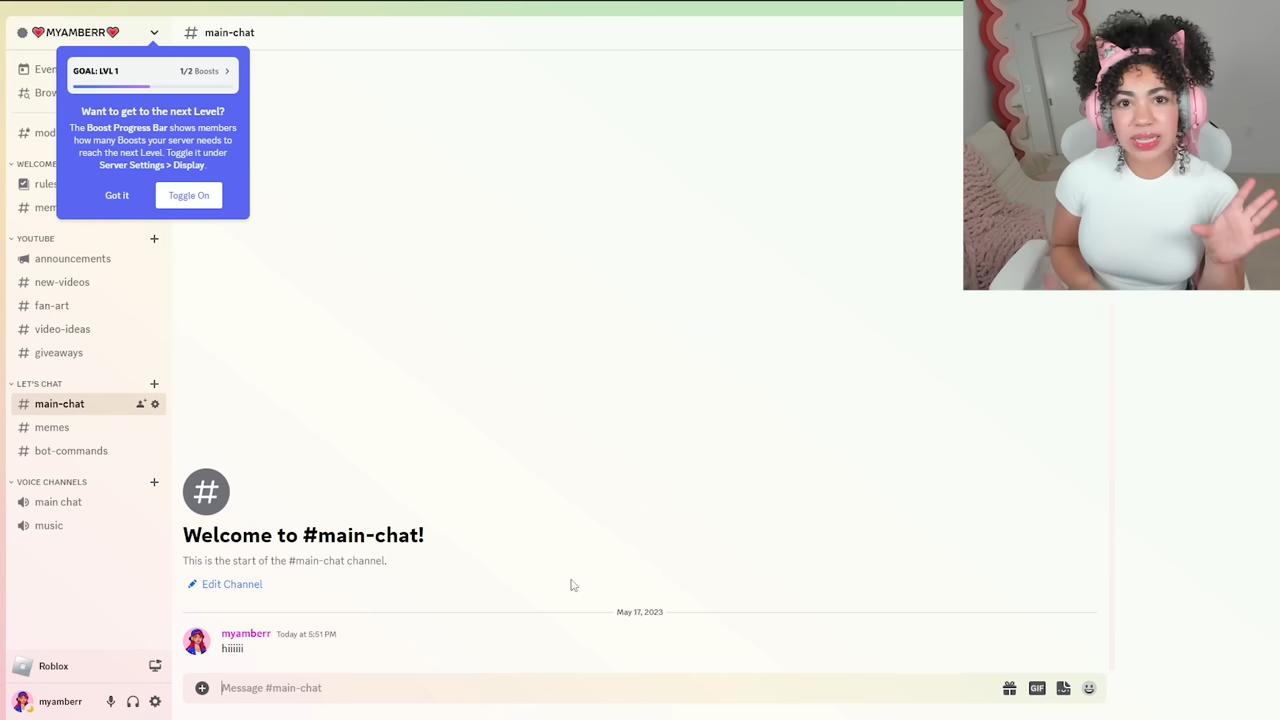 ❤️MYAMBERR❤️
main-chat
Even
Brow
mod
WELCOME
rules
mem
GOAL: LVL 1
1/2 Boosts
Want to get to the next Level?
The Boost Progress Bar shows members
how many Boosts your server needs to
reach the next Level. Toggle it under
Server Settings > Display.
Got it
Toggle On
YOUTUBE
announcements
new-videos
fan-art
video-ideas
giveaways
LET'S CHAT
main-chat
memes
bot-commands
VOICE CHANNELS
main chat
music
Welcome to #main-chat!
This is the start of the #main-chat channel.
Edit Channel
May 17, 2023
myamberr Today at 5:51 PM
hiiiiii
Message #main-chat
GIF
Roblox
myamberr